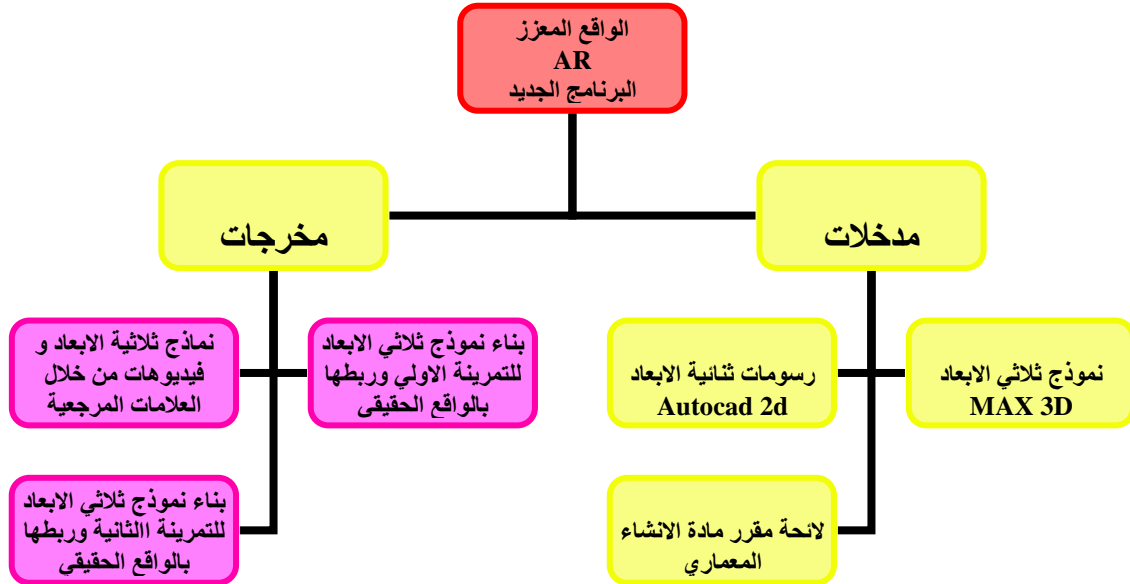 الواقع المعزز
AR
البرنامج الجديد
مدخلات
مخرجات
نموذج ثلاثي الابعاد
MAX 3D
رسومات ثنائية الابعاد
Autocad 2d
لائحة مقرر مادة الانشاء
المعماري
بناء نموذج ثلاثي الابعاد
للتمرينة الاولي وربطها
بالواقع الحقيقي
نماذج ثلاثية الابعاد و
فيديوهات من خلال
العلامات المرجعية
بناء نموذج ثلاثي الابعاد
للتمرينة االثانية وربطها
بالواقع الحقيقي